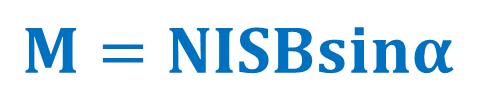 M = NISBsinα